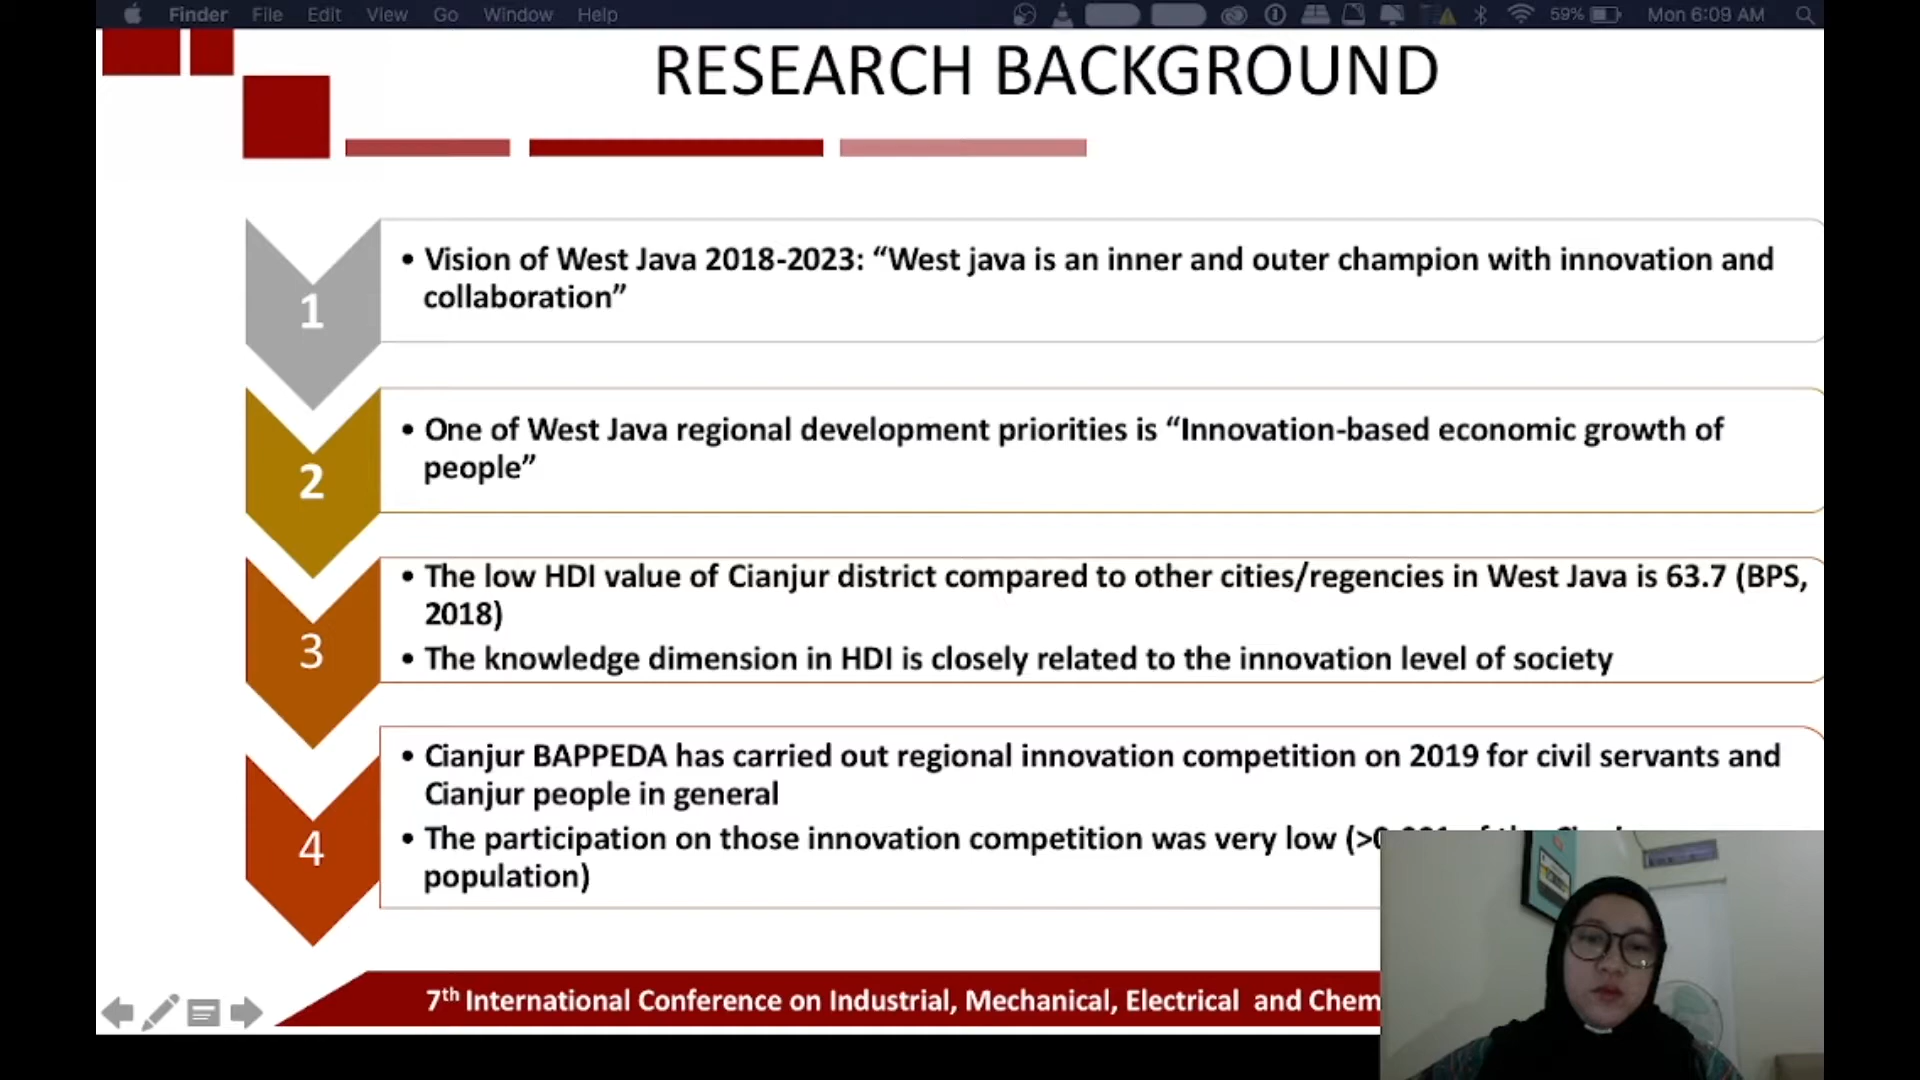 Finder File Edit View Go Window Help 59% Mon 6:09 AM
RESEARCH BACKGROUND
1
• Vision of West Java 2018-2023: “West java is an inner and outer champion with innovation and
collaboration”
2
• One of West Java regional development priorities is “Innovation-based economic growth of
people”
3
• The low HDI value of Cianjur district compared to other cities/regencies in West Java is 63.7 (BPS,
2018)
• The knowledge dimension in HDI is closely related to the innovation level of society
4
• Cianjur BAPPEDA has carried out regional innovation competition on 2019 for civil servants and
Cianjur people in general
• The participation on those innovation competition was very low
population)
7th International Conference on Industrial, Mechanical, Electrical and Chem